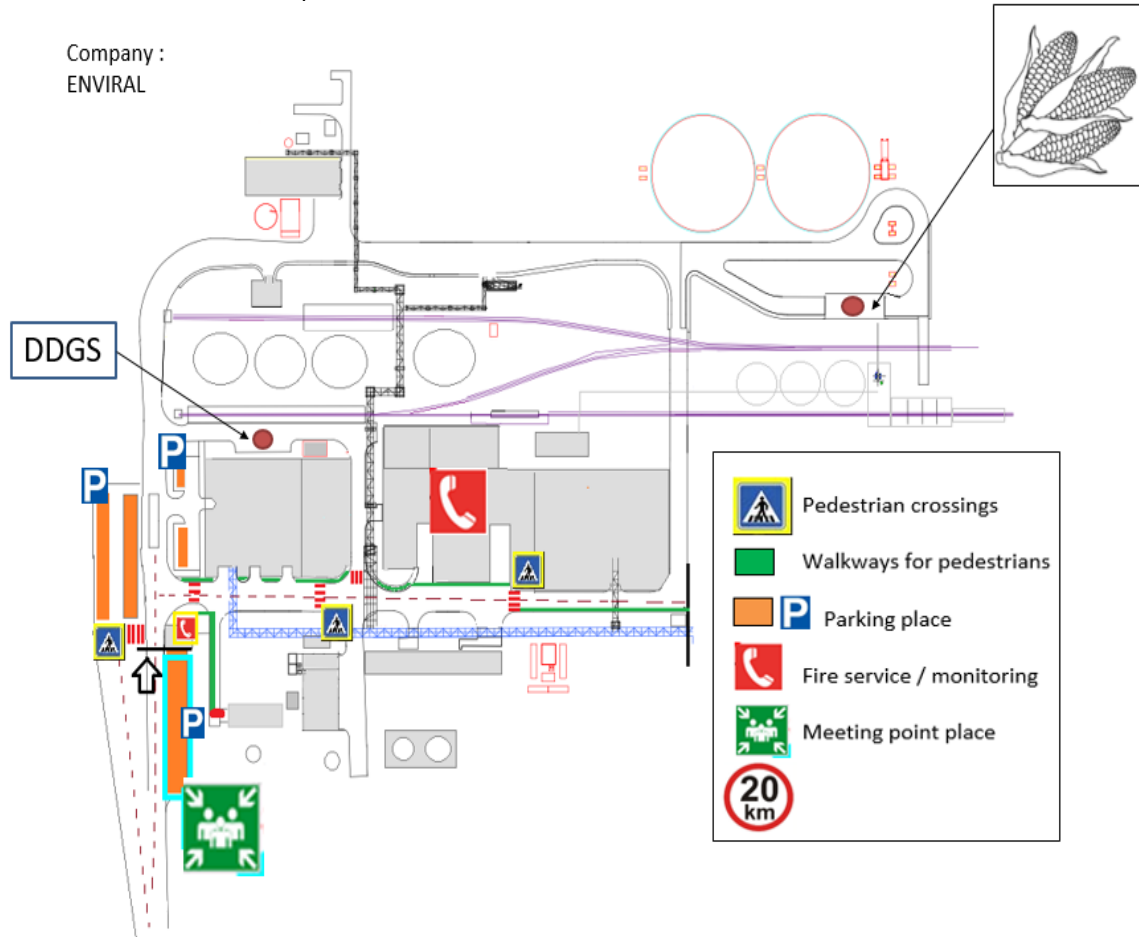 Company :
ENVIRAL
DDGS
P
P
P
Pedestrian crossings
Walkways for pedestrians
P Parking place
Fire service / monitoring
Meeting point place
20
km